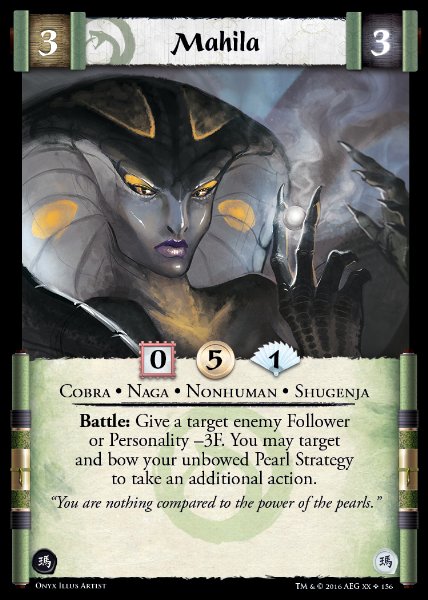 3 Mahila 3
0 5 1
Cobra • Naga • Nonhuman • Shugenja
Battle: Give a target enemy Follower
or Personality –3F. You may target
and bow your unbowed Pearl Strategy
to take an additional action.
“You are nothing compared to the power of the pearls.”
瑪 瑪
Onyx Illus Artist TM & © 2016 AEG XX ❖ 156